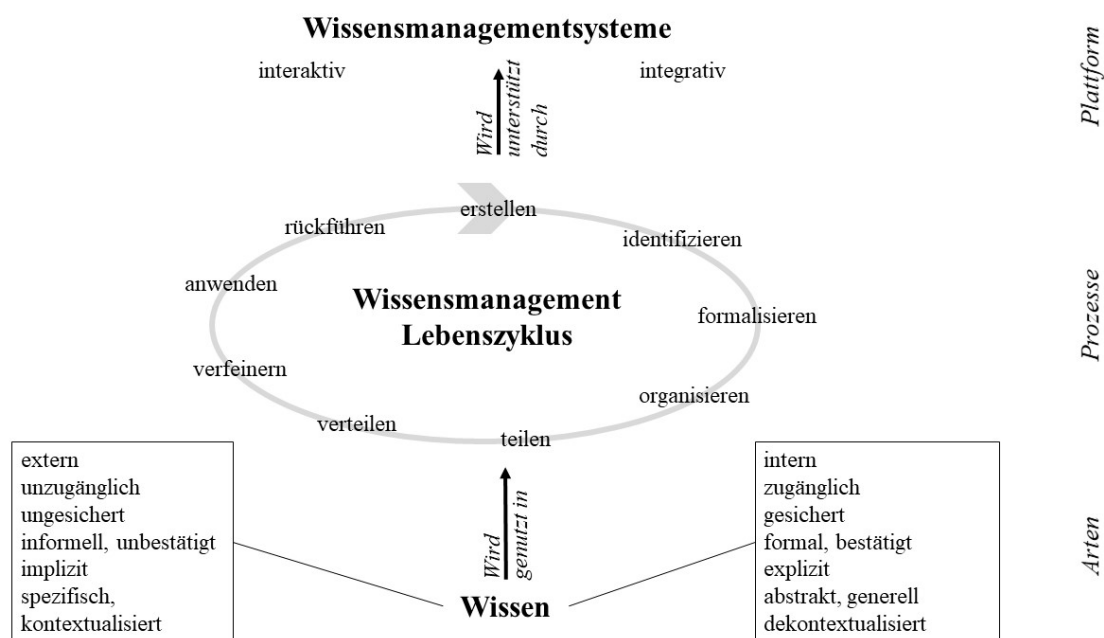 Wissensmanagementsysteme
interaktiv
integrativ
Plattform
Wird
unterstützt
durch
erstellen
rückführen
identifizieren
anwenden
Wissensmanagement
Lebenszyklus
formalisieren
Prozesse
verfeinern
organisieren
verteilen
teilen
extern
unzugänglich
ungesichert
informell, unbestätigt
implizit
spezifisch,
kontextualisiert
Wird
genutzt in
intern
zugänglich
gesichert
formal, bestätigt
explizit
abstrakt, generell
dekontextualisiert
Arten
Wissen